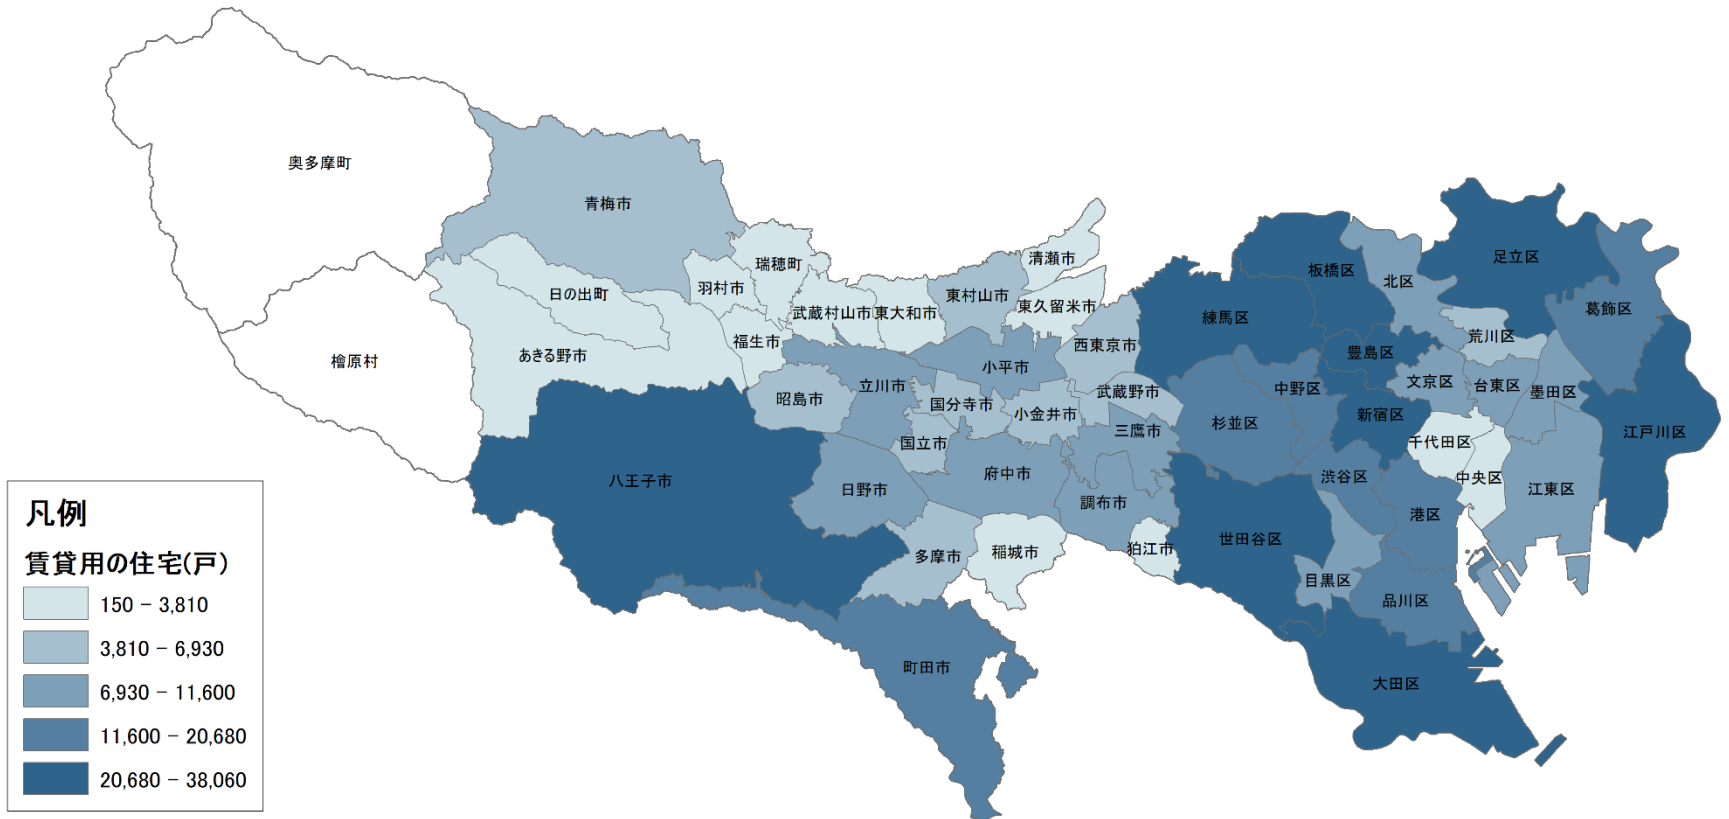 奥多摩町
檜原村
青梅市
瑞穂町
羽村市
日の出町
あきる野市
福生市
武蔵村山市
東大和市
東村山市
清瀬市
東久留米市
西東京市
小平市
立川市
昭島市
国分寺市
小金井市
武蔵野市
三鷹市
国立市
府中市
調布市
日野市
八王子市
多摩市
稲城市
狛江市
町田市
板橋区
練馬区
北区
足立区
葛飾区
荒川区
豊島区
中野区
文京区
台東区
墨田区
新宿区
杉並区
千代田区
江戸川区
中央区
江東区
渋谷区
港区
世田谷区
目黒区
品川区
大田区
凡例
賃貸用の住宅(戸)
150 － 3,810
3,810 － 6,930
6,930 － 11,600
11,600 － 20,680
20,680 － 38,060